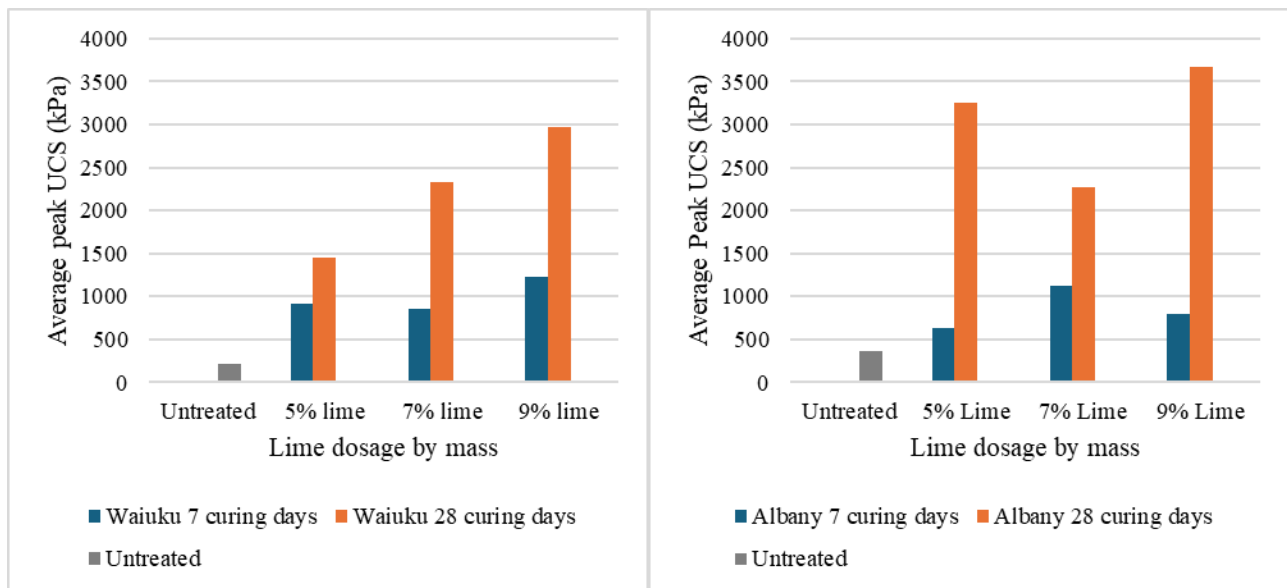 Average peak UCS (kPa)
4000
3500
3000
2500
2000
1500
1000
500
0
Untreated 5% lime 7% lime 9% lime
Lime dosage by mass
Waiuku 7 curing days Waiuku 28 curing days
Untreated
Average Peak UCS (kPa)
4000
3500
3000
2500
2000
1500
1000
500
0
Untreated 5% Lime 7% Lime 9% Lime
Lime dosage by mass
Albany 7 curing days Albany 28 curing days
Untreated